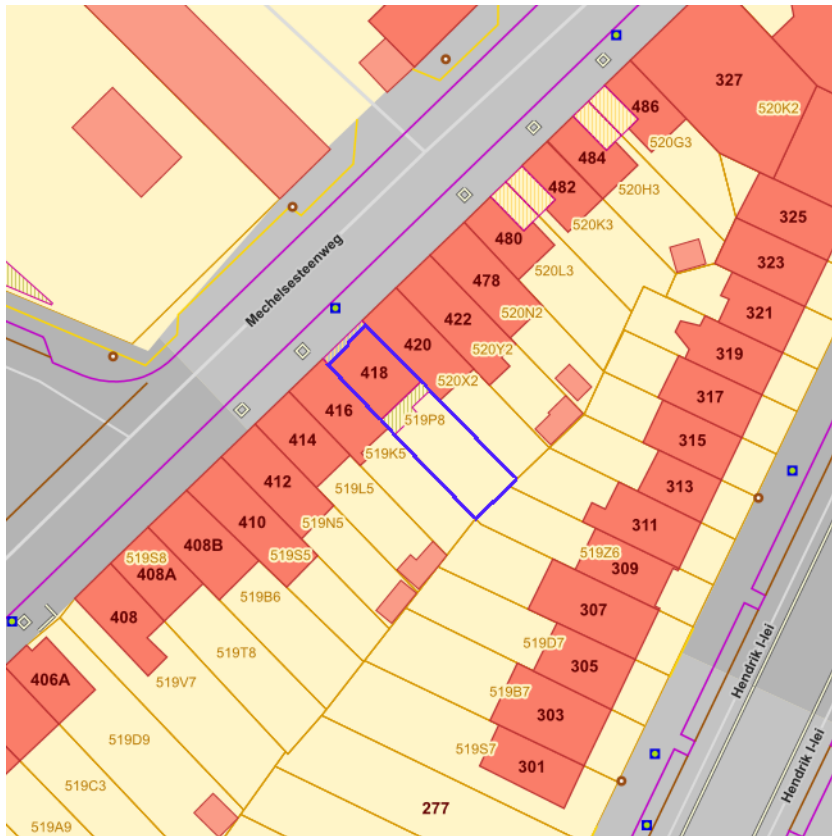 327
520K2
486
520G3
484
520H3
482
520K3
325
480
520L3
323
Mechelsesteenweg
478
321
520N2
422
319
420
520Y2
418
520X2
317
416
519P8
414
315
519K5
412
519L5
313
410
519N5
311
408B
519S5
519Z6
519S8
309
408A
519B6
408
307
519T8
519D7
305
406A
519V7
Hendrik I-lei
519B7
303
519D9
519S7
301
Hendrik I-lei
519C3
277
519A9